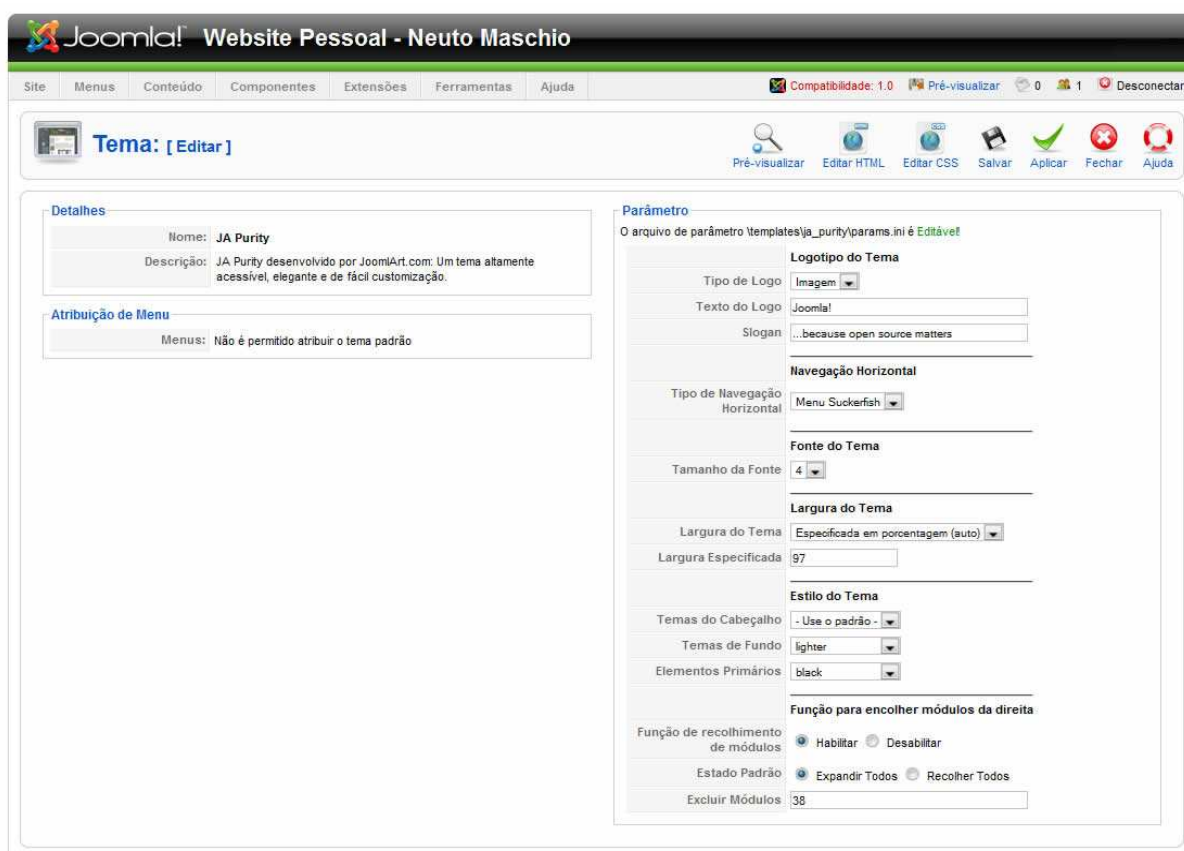 Joomla! Website Pessoal - Neuto Maschio
Site Menus Conteúdo Componentes Extensões Ferramentas Ajuda Compatibilidade: 1.0 Pré-visualizar 0 1 Desconectar
Tema: [ Editar ]
Pré-visualizar Editar HTML Editar CSS Salvar Aplicar Fechar Ajuda
Detalhes
Nome: JA Purity
Descrição: JA Purity desenvolvido por JoomlArt.com: Um tema altamente
acessível, elegante e de fácil customização.
Atribuição de Menu
Menus: Não é permitido atribuir o tema padrão
Parâmetro
O arquivo de parâmetro \templates\ja_purity\params.ini é Editável!
Logotipo do Tema
Tipo de Logo Imagem
Texto do Logo Joomla!
Slogan ...because open source matters
Navegação Horizontal
Tipo de Navegação
Horizontal Menu Suckerfish
Fonte do Tema
Tamanho da Fonte 4
Largura do Tema
Largura do Tema Especificada em porcentagem (auto)
Largura Especificada 97
Estilo do Tema
Temas do Cabeçalho - Use o padrão -
Temas de Fundo lighter
Elementos Primários black
Função para encolher módulos da direita
Função de recolhimento
de módulos Habilitar Desabilitar
Estado Padrão Expandir Todos Recolher Todos
Excluir Módulos 38